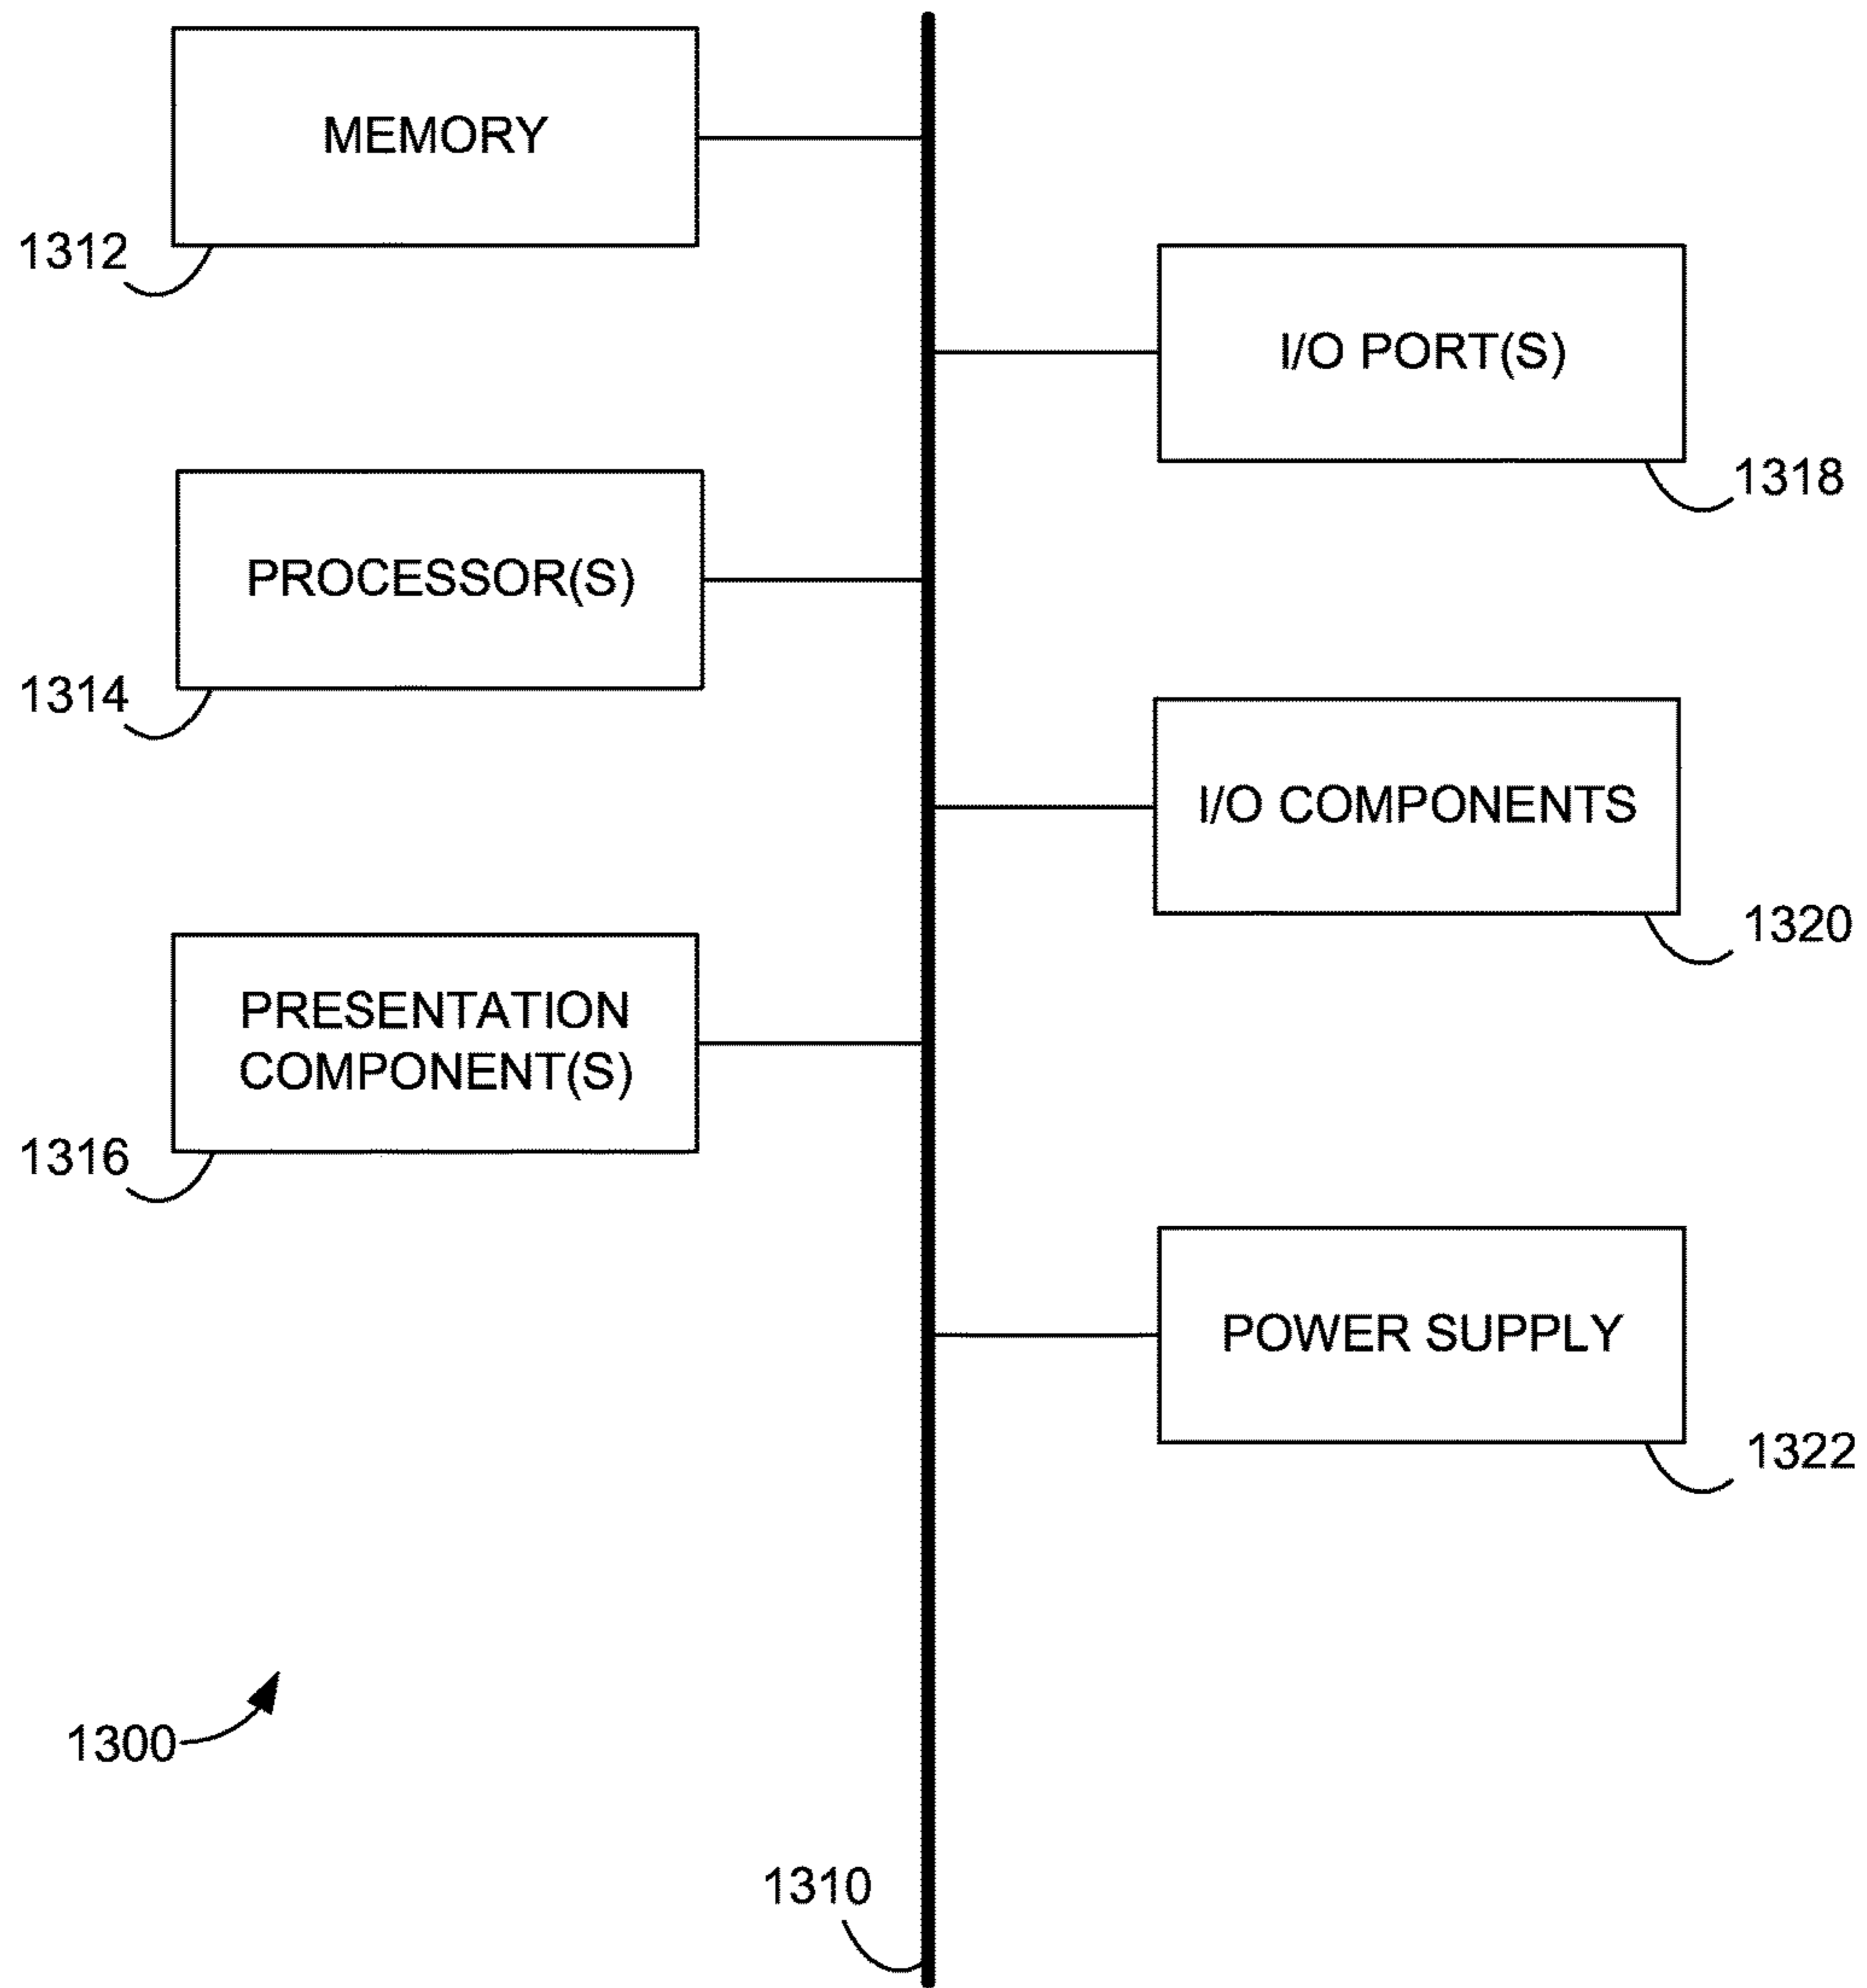 MEMORY
1312
I/O PORT(S)
1318
PROCESSOR(S)
1314
I/O COMPONENTS
1320
PRESENTATION
COMPONENT(S)
1316
POWER SUPPLY
1322
1300
1310